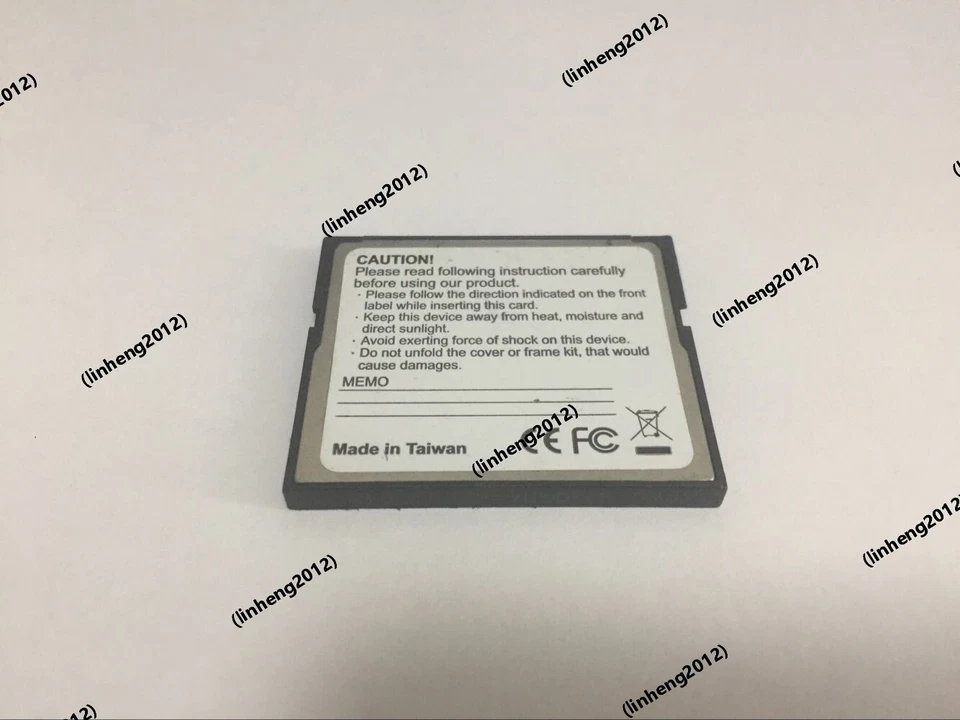 (linheng2012)
(linheng2012)
(linheng2012)
(linheng2012)
(linheng2012)
CAUTION!
Please read following instruction carefully
before using our product.
· Please follow the direction indicated on the front
label while inserting this card.
· Keep this device away from heat, moisture and
direct sunlight.
· Avoid exerting force of shock on this device.
· Do not unfold the cover or frame kit, that would
cause damages.
MEMO
Made in Taiwan
(linheng2012)
CE FC
(linheng2012)
(linheng2012)
(linheng2012)
2012)